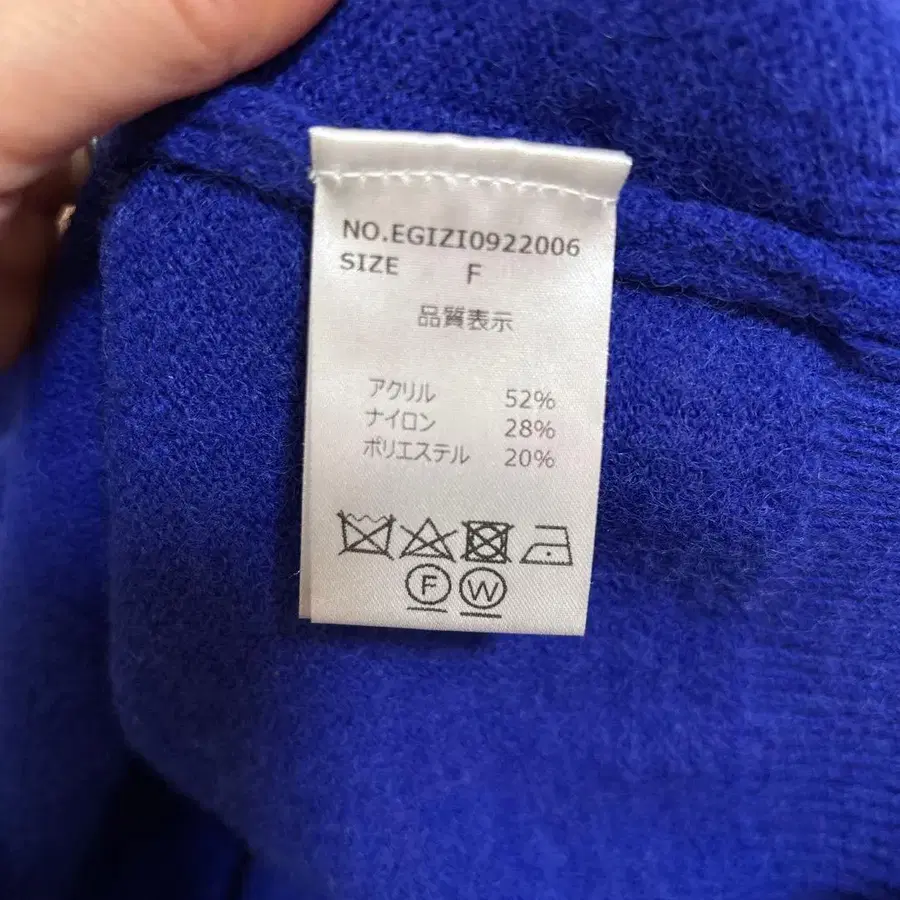 NO.EGIZI0922006
SIZE F
品質表示
アクリル 52%
ナイロン 28%
ポリエステル 20%
F W